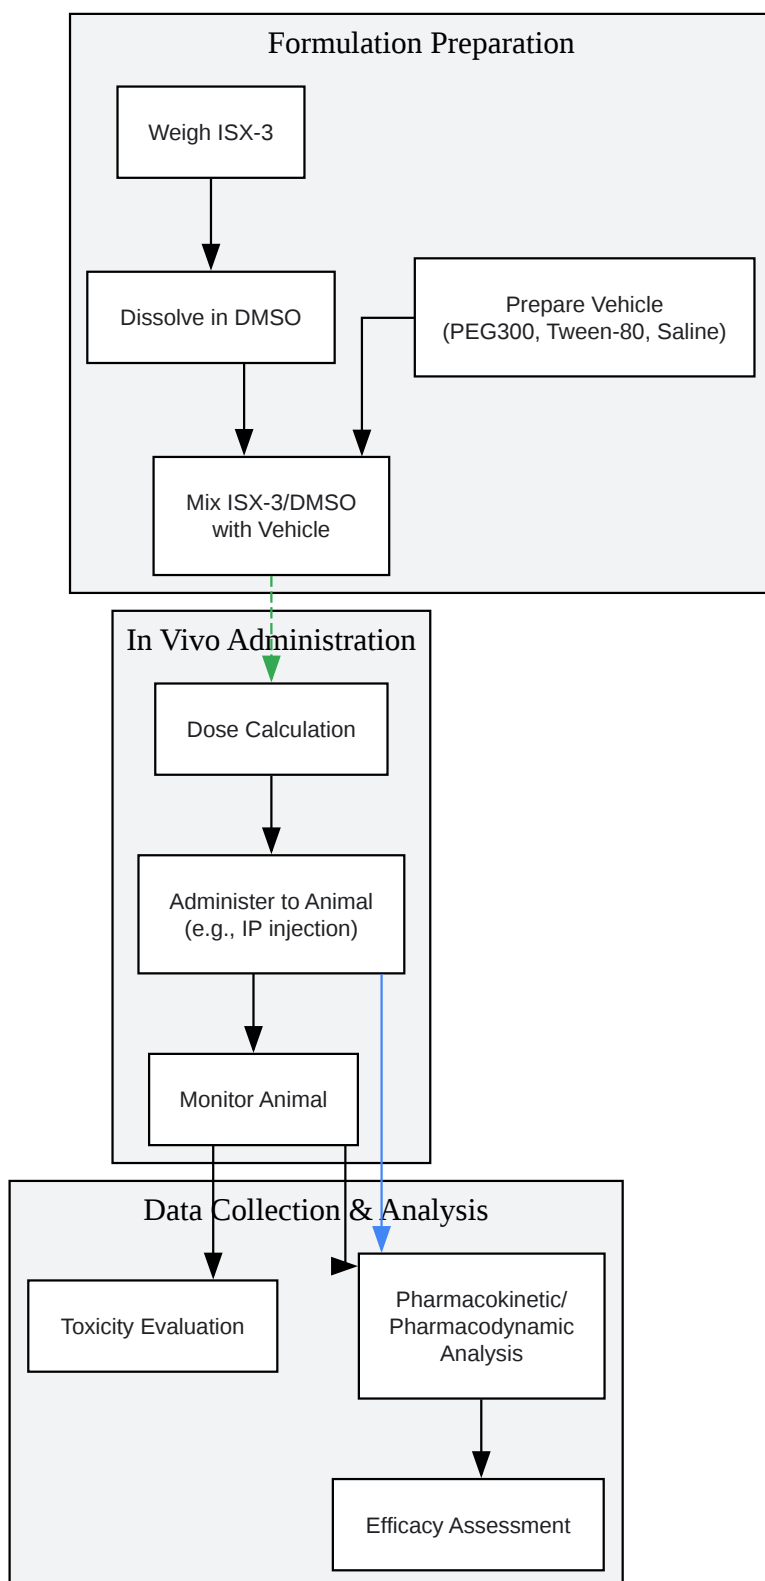 Formulation Preparation
Weigh ISX-3
Dissolve in DMSO
Prepare Vehicle
(PEG300, Tween-80, Saline)
Mix ISX-3/DMSO
with Vehicle
In Vivo Administration
Dose Calculation
Administer to Animal
(e.g., IP injection)
Monitor Animal
Data Collection & Analysis
Toxicity Evaluation
Pharmacokinetic/
Pharmacodynamic
Analysis
Efficacy Assessment